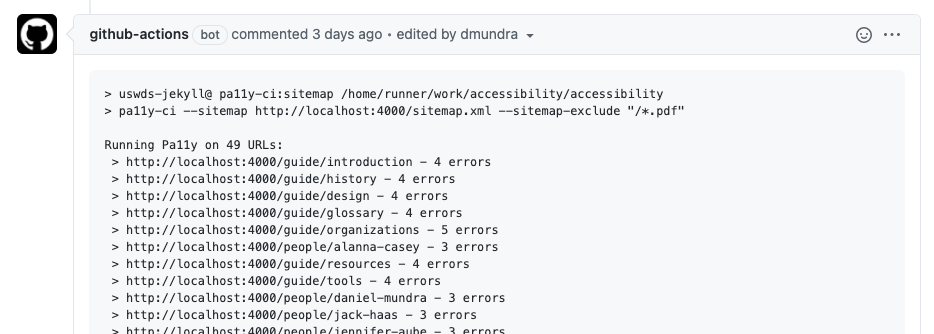 github-actions bot commented 3 days ago • edited by dmundra
> uswds-jekyll@ pa11y-ci:sitemap /home/runner/work/accessibility/accessibility
> pa11y-ci --sitemap http://localhost:4000/sitemap.xml --sitemap-exclude "/*.pdf"
Running Pa11y on 49 URLs:
> http://localhost:4000/guide/introduction - 4 errors
> http://localhost:4000/guide/history - 4 errors
> http://localhost:4000/guide/design - 4 errors
> http://localhost:4000/guide/glossary - 4 errors
> http://localhost:4000/guide/organizations - 5 errors
> http://localhost:4000/people/alanna-casey - 3 errors
> http://localhost:4000/guide/resources - 4 errors
> http://localhost:4000/guide/tools - 4 errors
> http://localhost:4000/people/daniel-mundra - 3 errors
> http://localhost:4000/people/jack-haas - 3 errors
> http://localhost:4000/people/jennifer-aube - 3 errors